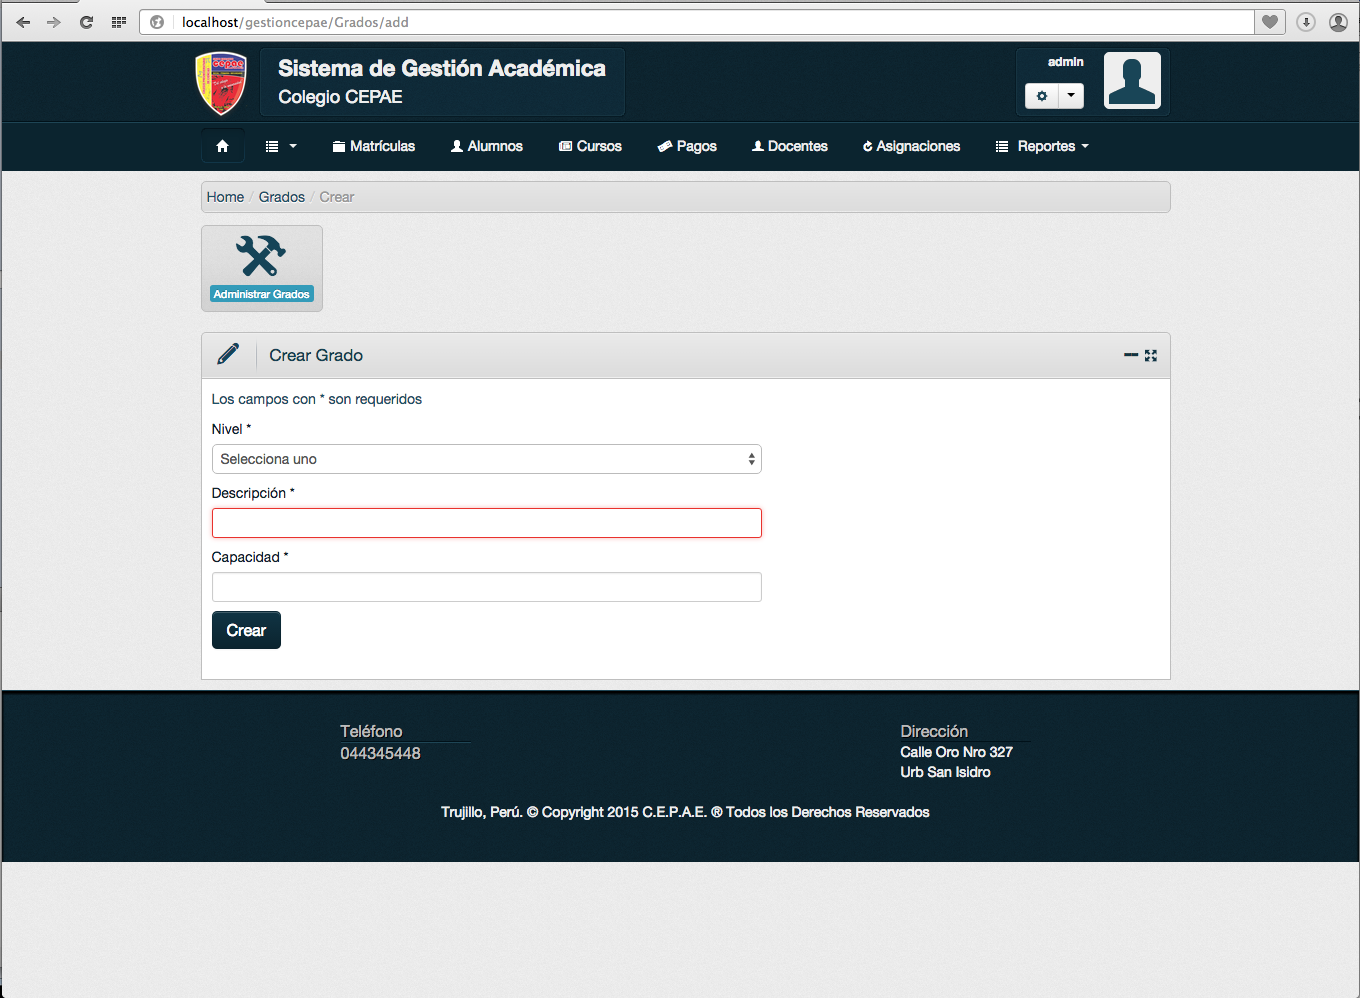 localhost/gestioncepae/Grados/add
cepae
Sistema de Gestión Académica
Colegio CEPAE
admin
Matrículas Alumnos Cursos Pagos Docentes Asignaciones Reportes
Home / Grados / Crear
Administrar Grados
Crear Grado
Los campos con * son requeridos
Nivel *
Selecciona uno
Descripción *
Capacidad *
Crear
Teléfono
044345448
Dirección
Calle Oro Nro 327
Urb San Isidro
Trujillo, Perú. © Copyright 2015 C.E.P.A.E. ® Todos los Derechos Reservados